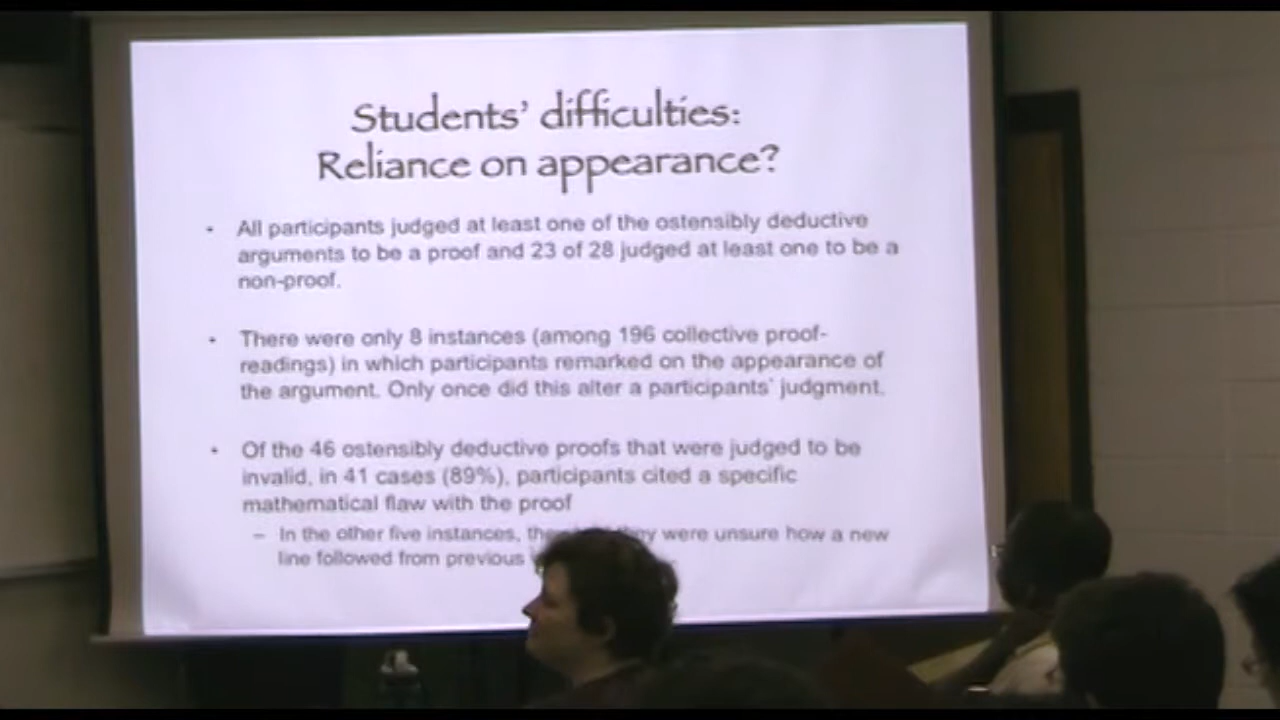 Students' difficulties:
Reliance on appearance?
• All participants judged at least one of the ostensibly deductive
arguments to be a proof and 23 of 28 judged at least one to be a
non-proof.
• There were only 8 instances (among 196 collective proof-
readings) in which participants remarked on the appearance of
the argument. Only once did this alter a participants' judgment.
• Of the 46 ostensibly deductive proofs that were judged to be
invalid, in 41 cases (89%), participants cited a specific
mathematical flaw with the proof
– In the other five instances, were unsure how a new
line followed from previous